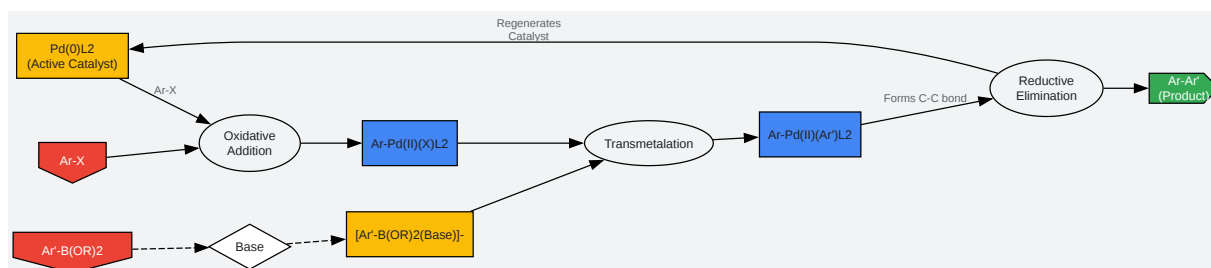 Regenerates
Catalyst
Pd(0)L2
(Active Catalyst)
Ar-X
Oxidative
Addition
Ar-X
Ar-Pd(II)(X)L2
Transmetalation
Ar-Pd(II)(Ar')L2
Forms C-C bond
Reductive
Elimination
Ar-Ar'
(Product)
Ar'-B(OR)2
Base
[Ar'-B(OR)2(Base)]-